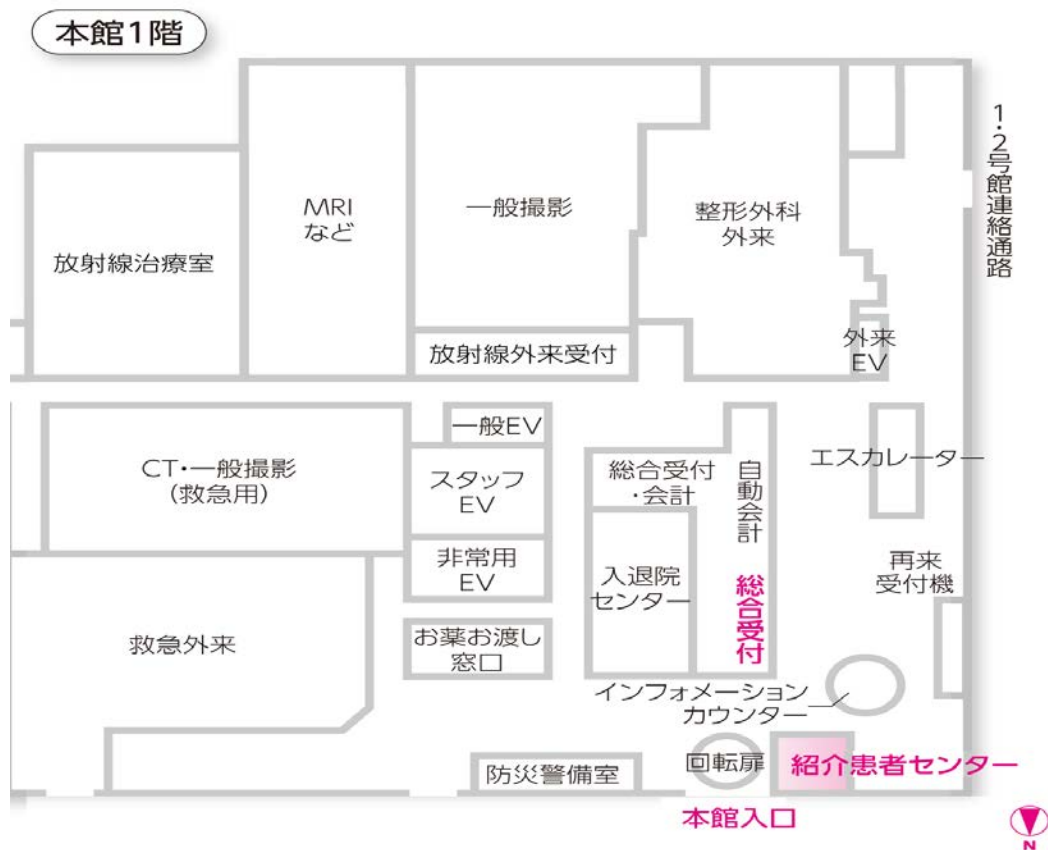 本館1階
1・2号館連絡通路
MRI
など
一般撮影
整形外科
外来
放射線治療室
放射線外来受付
外来
EV
一般EV
CT・一般撮影
(救急用)
スタッフ
EV
総合受付
・会計
自動会計
エスカレーター
非常用
EV
入退院
センター
再来
受付機
総合受付
救急外来
お薬お渡し
窓口
インフォメーション
カウンター
防災警備室
回転扉
紹介患者センター
本館入口
N